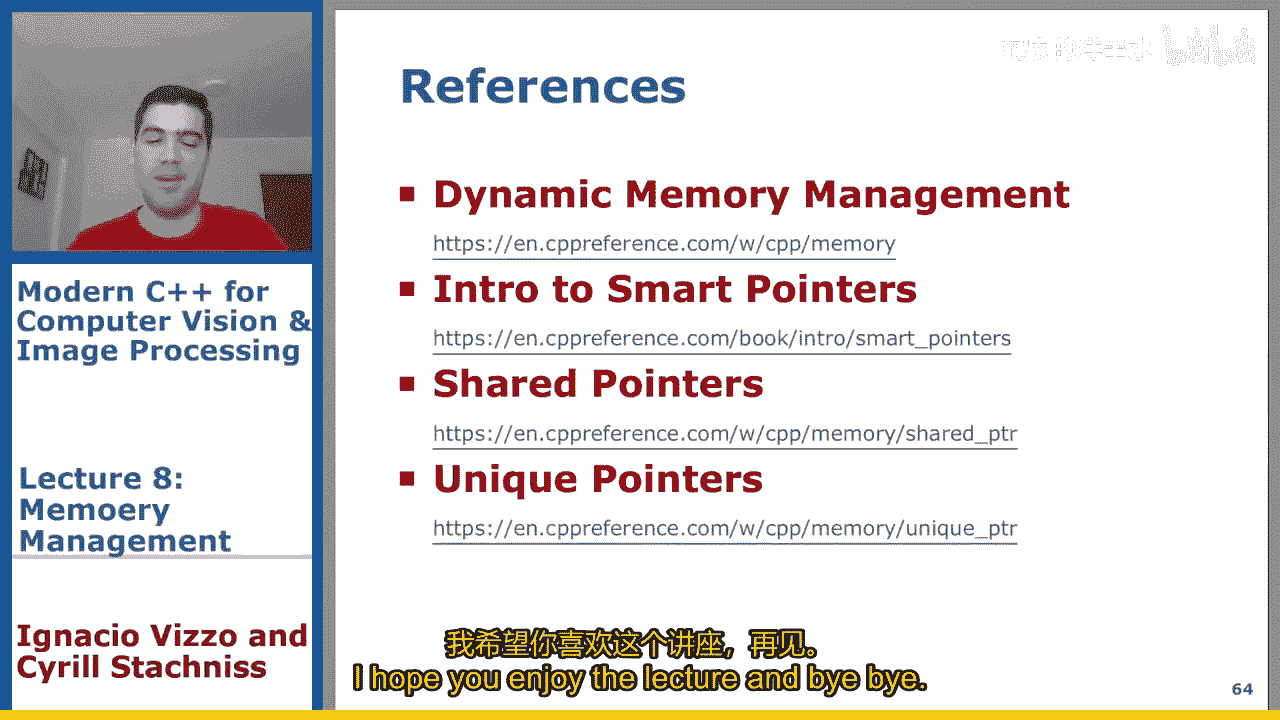 References
Dynamic Memory Management
https://en.cppreference.com/w/cpp/memory
Intro to Smart Pointers
https://en.cppreference.com/book/intro/smart_pointers
Shared Pointers
https://en.cppreference.com/w/cpp/memory/shared_ptr
Unique Pointers
https://en.cppreference.com/w/cpp/memory/unique_ptr
Modern C++ for
Computer Vision &
Image Processing
Lecture 8:
Memoery
Management
Ignacio Vizzo and
Cyrill Stachniss
我希望你喜欢这个讲座，再见。
I hope you enjoy the lecture and bye bye.
64